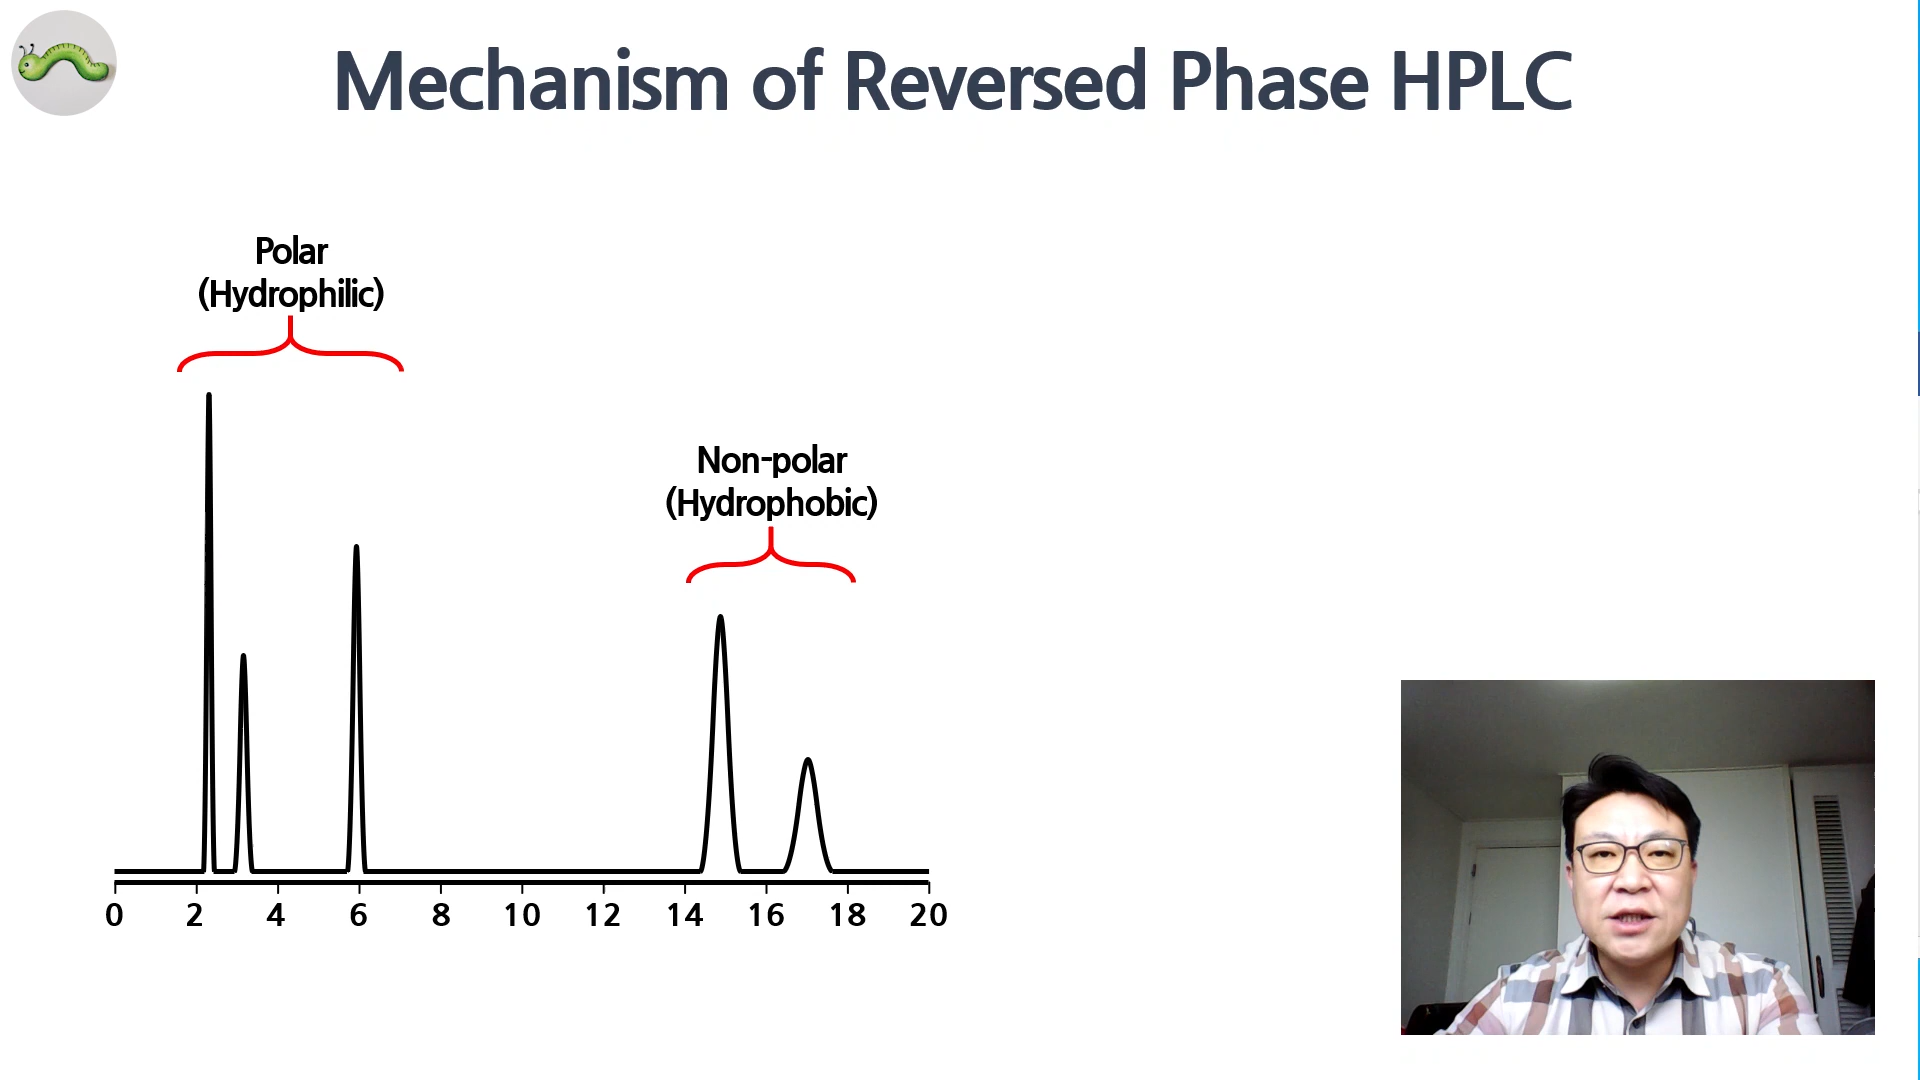 Mechanism of Reversed Phase HPLC
Polar
(Hydrophilic)
Non-polar
(Hydrophobic)
0 2 4 6 8 10 12 14 16 18 20